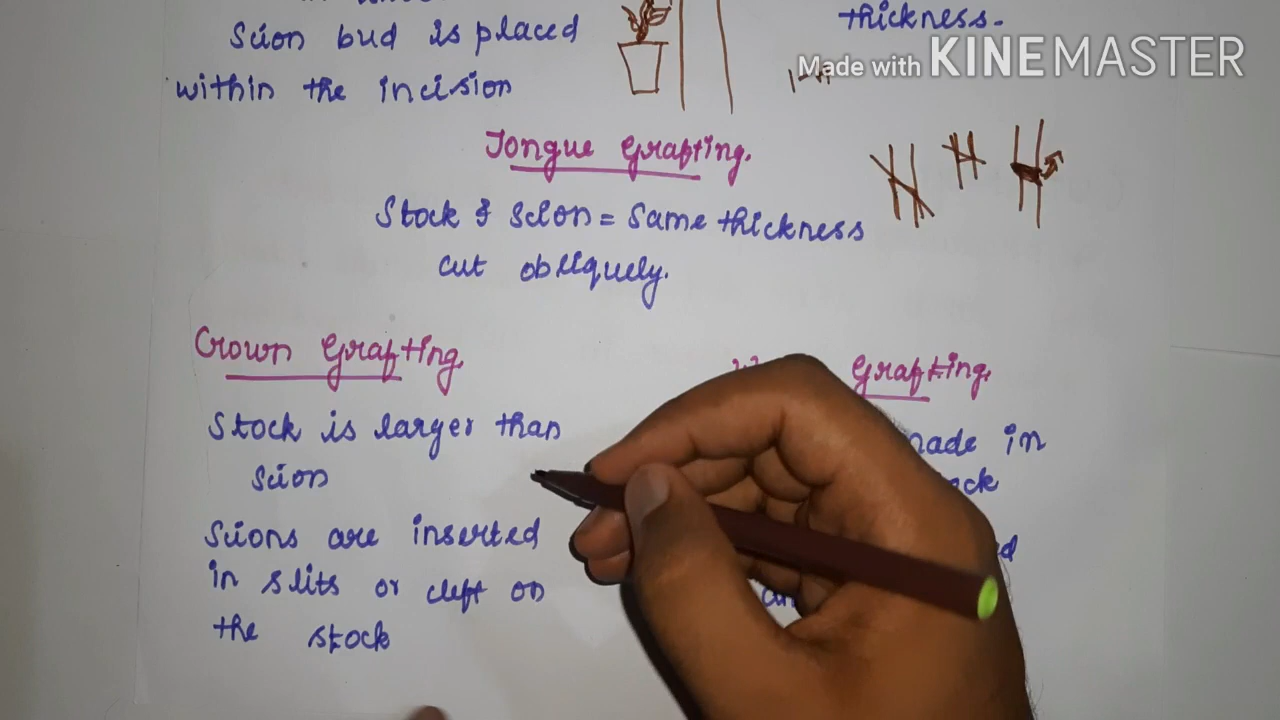 Scion bud is placed
within the incision
thickness.
Made with KINEMASTER
Tongue Grafting.
Stock & Scion = Same thickness
cut obliquely.
Crown Grafting.
Stock is larger than
Scion
Scions are inserted
in slits or cleft on
the stock
Grafting.
made in